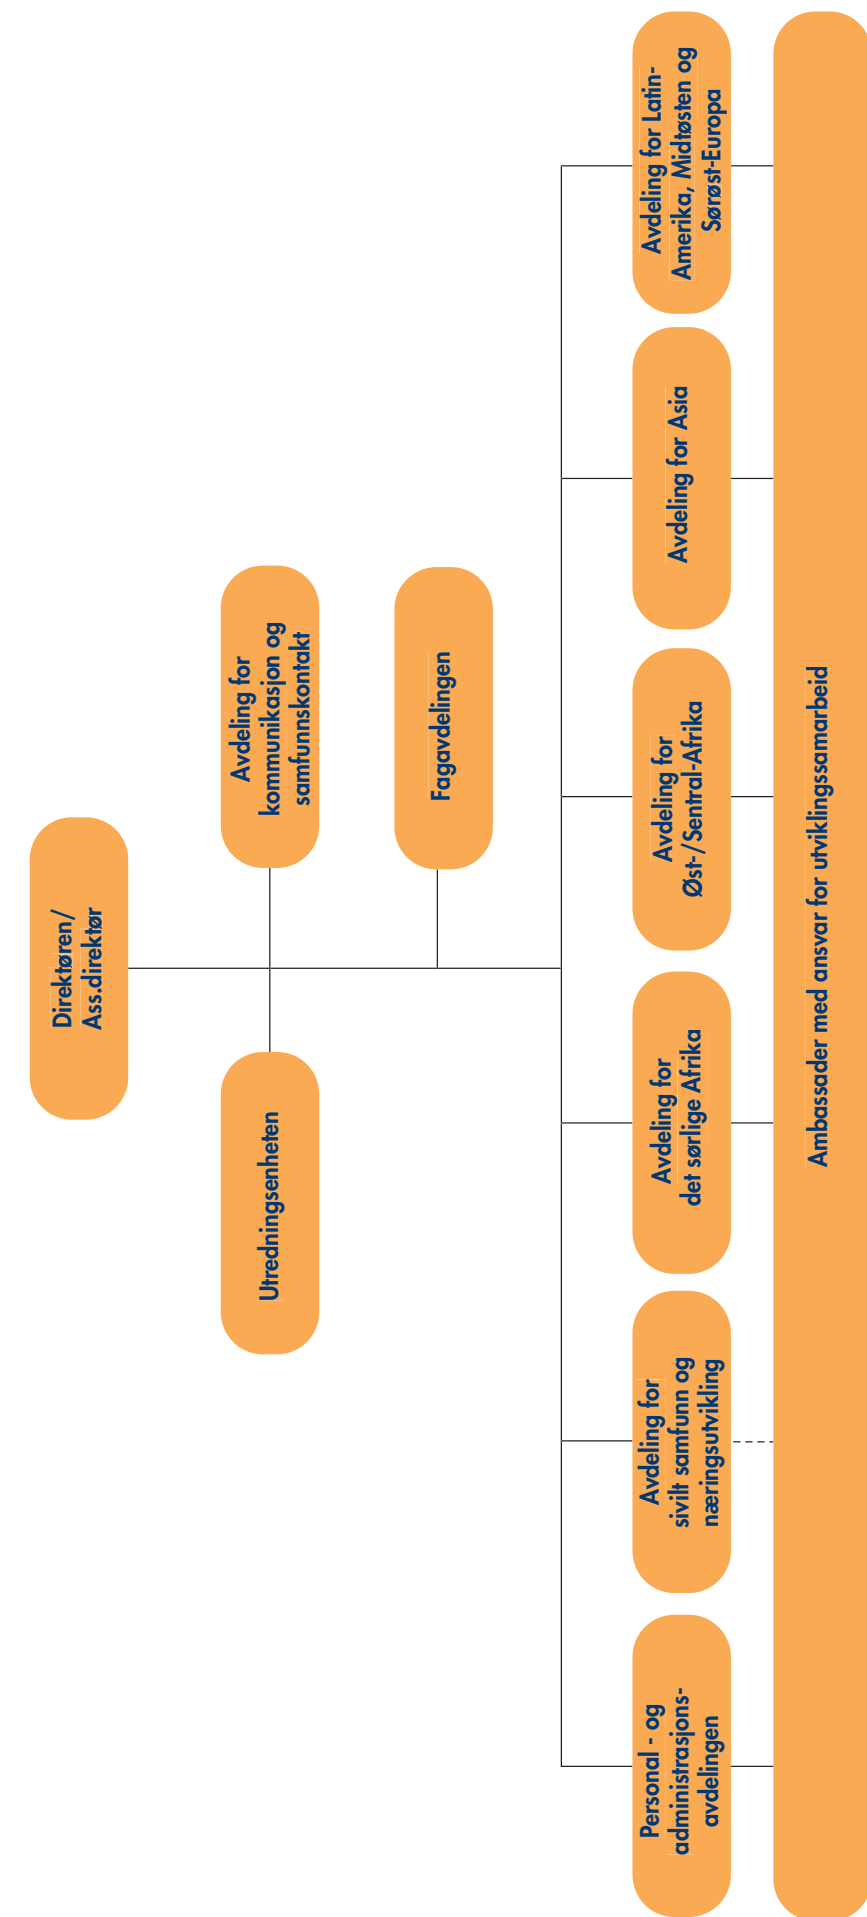 Direktøren/
Ass.direktør
Utredningsenheten
Avdeling for
kommunikasjon og
samfunnskontakt
Fagavdelingen
Personal - og
administrasjons-
avdelingen
Avdeling for
sivilt samfunn og
næringsutvikling
Avdeling for
det sørlige Afrika
Avdeling for
Øst-/Sentral-Afrika
Avdeling for Asia
Avdeling for Latin-
Amerika, Midtøsten og
Sørøst-Europa
Ambassader med ansvar for utviklingssamarbeid